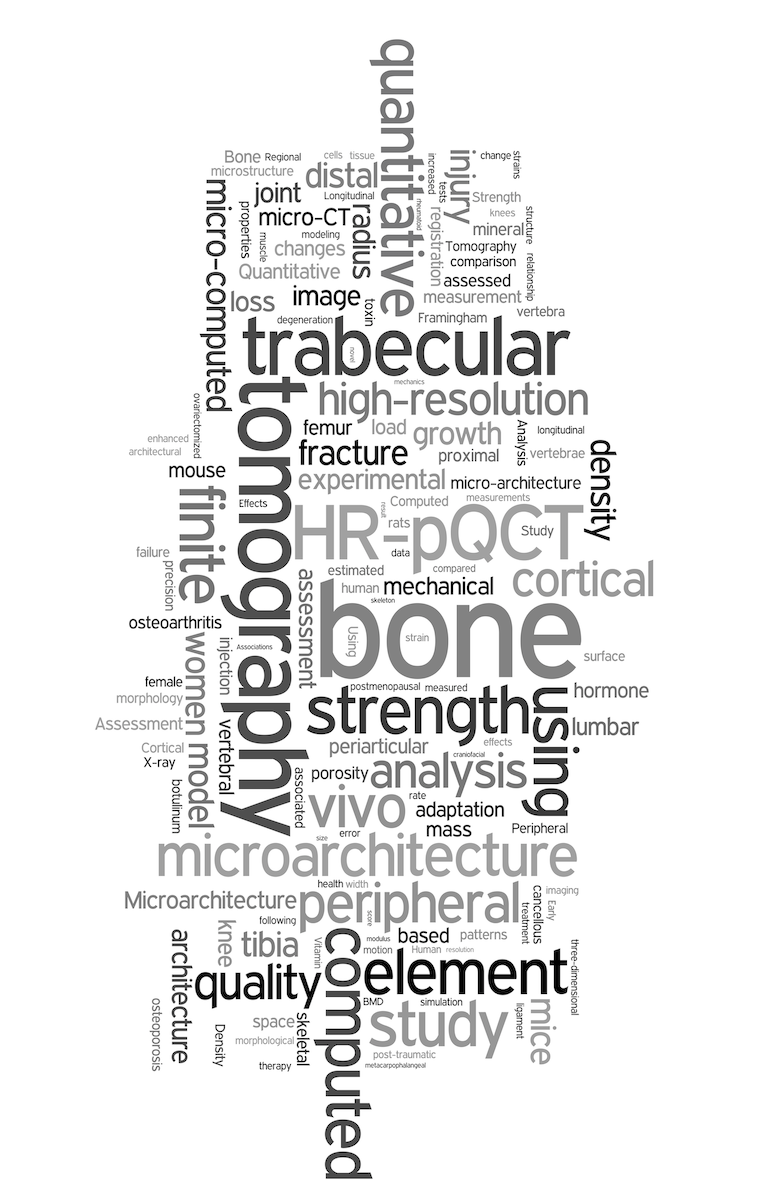 quantitative
Bone
Regional
cells
tissue
microstructure
distal
increased
tests
injury
change
strains
joint
Longitudinal
micro-computed
properties
micro-CT
radius
rheumatoid
registration
Strength
knees
structure
modeling
muscle
changes
mineral
Tomography
comparison
relationship
Quantitative
assessed
loss
image
toxin
measurement
degeneration
Framingham
vertebra
trabecular
novel
tomography
mechanics
high-resolution
ovariectomized
femur
load
growth
Analysis
longitudinal
enhanced
architectural
fracture
proximal
vertebrae
density
mouse
experimental
micro-architecture
finite
Effects
Computed
measurements
result
rats
HR-pQCT
Study
data
failure
precision
estimated
compared
cortical
assessment
human
mechanical
skeleton
bone
osteoarthritis
women
injection
Associations
Using
strain
surface
female
postmenopausal
measured
using
hormone
morphology
strength
Assessment
vertebral
lumbar
model
Cortical
periarticular
effects
craniofacial
X-ray
associated
porosity
analysis
botulinum
vivo
rate
adaptation
error
mass
Peripheral
size
microarchitecture
health
width
Microarchitecture
peripheral
cancellous
imaging
Early
treatment
following
score
architecture
knee
tibia
Vitamin
computed
modulus
based
patterns
motion
Human
resolution
three-dimensional
quality
element
osteoporosis
BMD
simulation
Density
space
skeletal
study
ligament
mice
morphological
post-traumatic
therapy
metacarpophalangeal